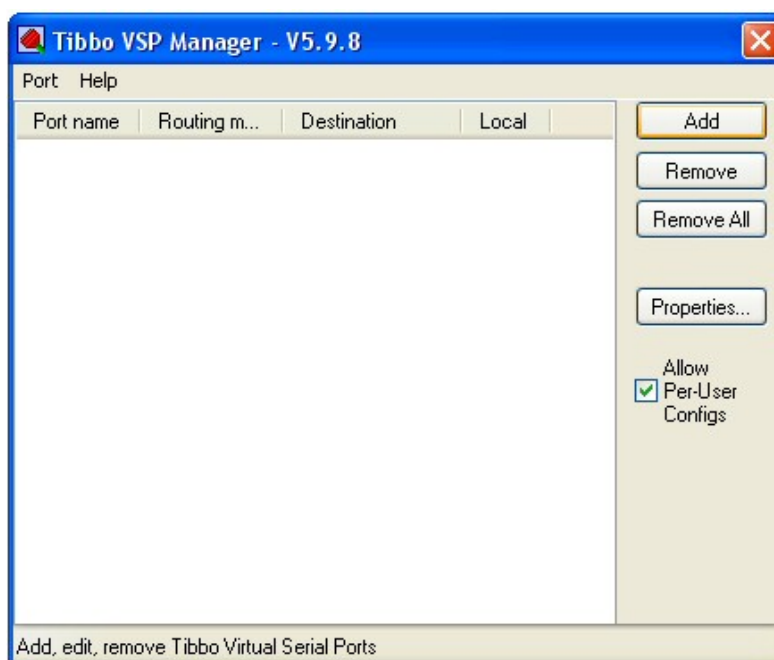 Tibbo VSP Manager - V5.9.8
Port Help
Port name Routing m... Destination Local
Add
Remove
Remove All
Properties...
Allow
Per-User
Configs
Add, edit, remove Tibbo Virtual Serial Ports